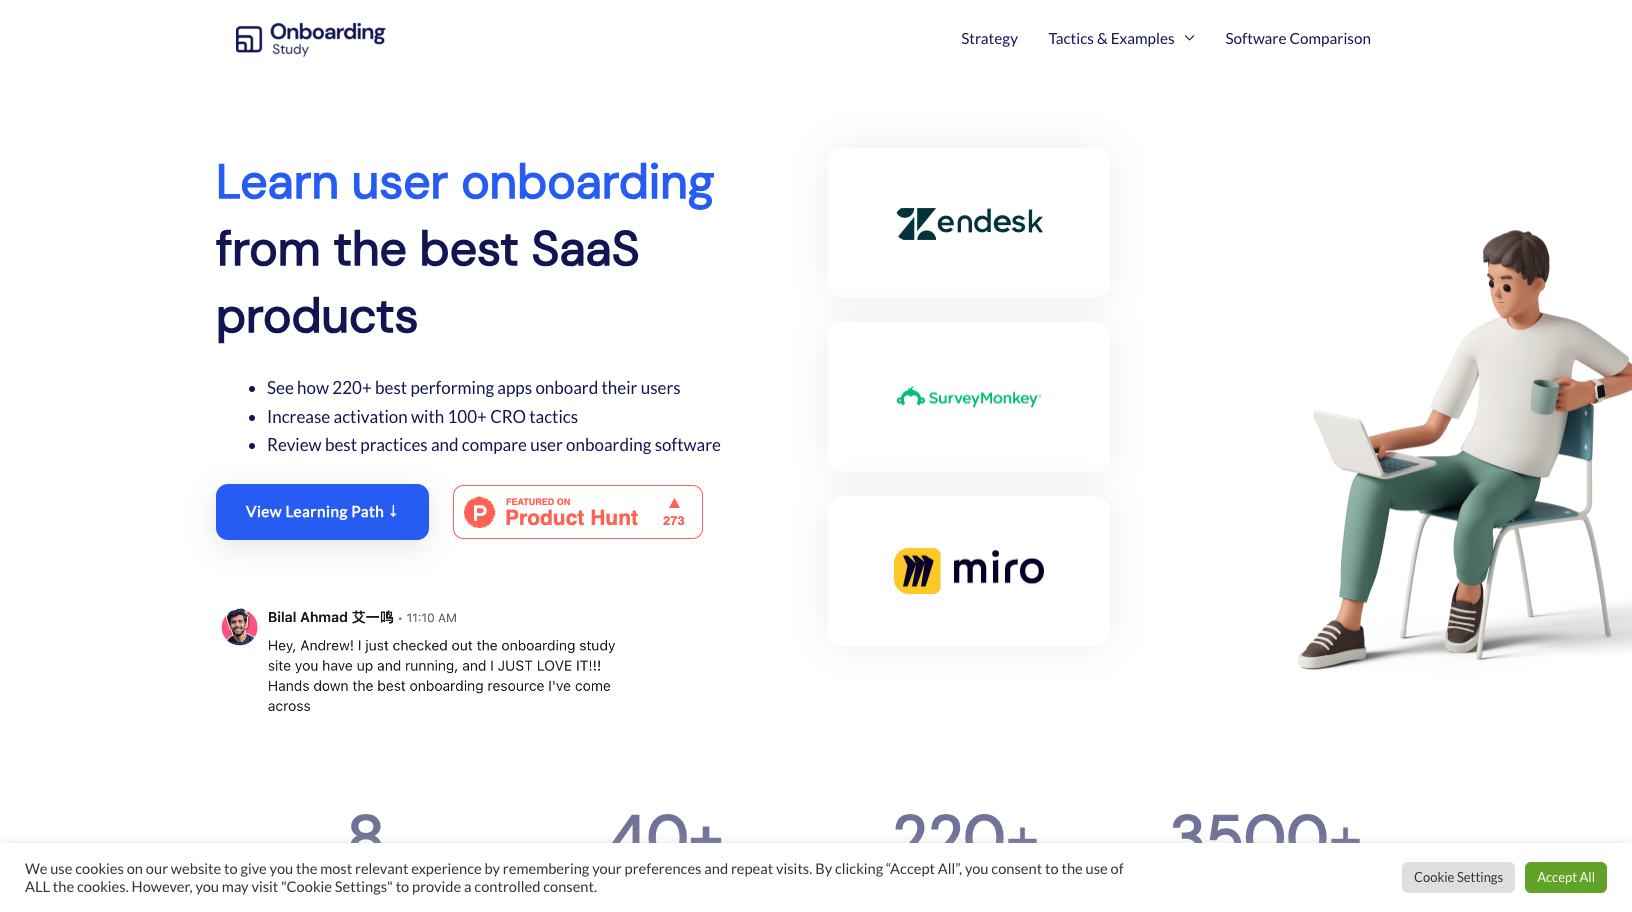 Onboarding
Study
Strategy
Tactics & Examples
Software Comparison
Learn user onboarding
from the best SaaS
products
• See how 220+ best performing apps onboard their users
• Increase activation with 100+ CRO tactics
• Review best practices and compare user onboarding software
View Learning Path ↓
P
FEATURED ON
Product Hunt
▲
273
Bilal Ahmad 艾一鸣 • 11:10 AM
Hey, Andrew! I just checked out the onboarding study
site you have up and running, and I JUST LOVE IT!!!
Hands down the best onboarding resource I've come
across
zendesk
SurveyMonkey
miro
8
40+
220+
3500+
We use cookies on our website to give you the most relevant experience by remembering your preferences and repeat visits. By clicking “Accept All”, you consent to the use of
ALL the cookies. However, you may visit "Cookie Settings" to provide a controlled consent.
Cookie Settings
Accept All